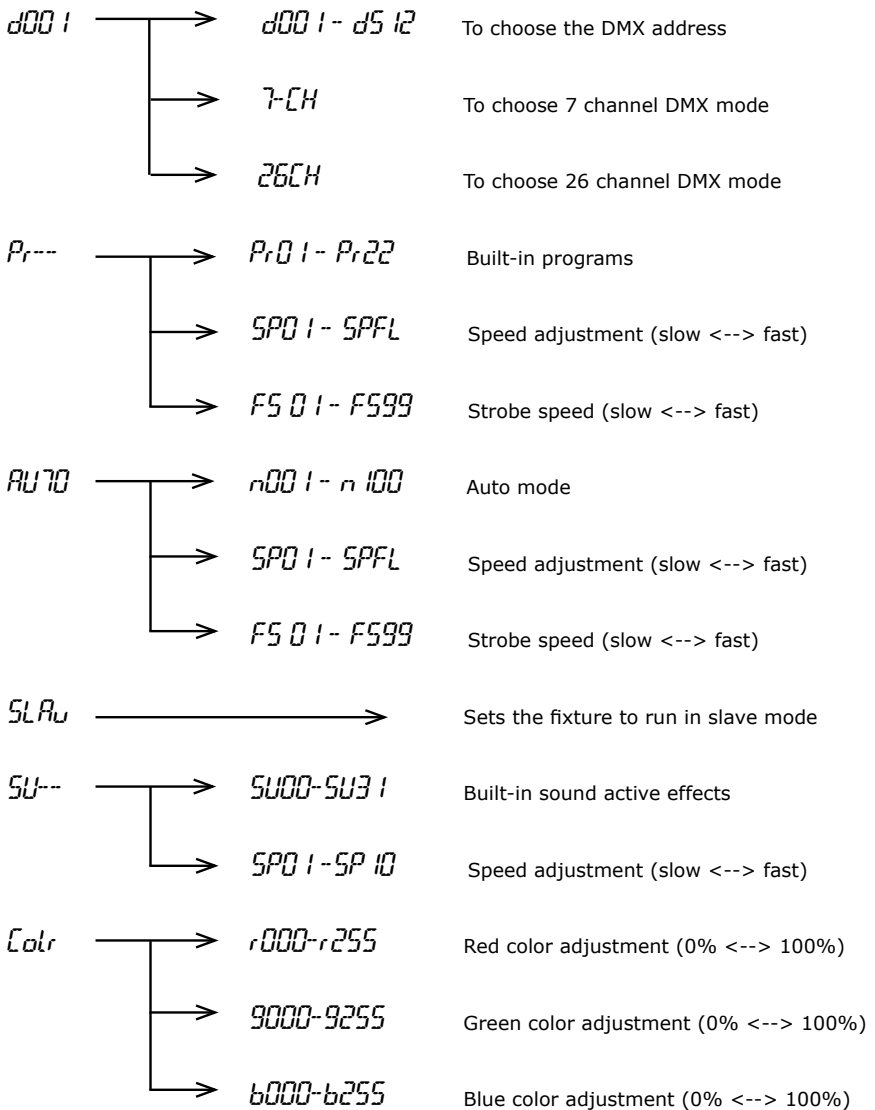 d001 d001-d512 To choose the DMX address
7-CH To choose 7 channel DMX mode
26CH To choose 26 channel DMX mode
Pr-- Pr01-Pr22 Built-in programs
SP01-SPFL Speed adjustment (slow <--> fast)
FS01-FS99 Strobe speed (slow <--> fast)
AUTO n001-n100 Auto mode
SP01-SPFL Speed adjustment (slow <--> fast)
FS01-FS99 Strobe speed (slow <--> fast)
SLAu Sets the fixture to run in slave mode
SU-- SU00-SU31 Built-in sound active effects
SP01-SP10 Speed adjustment (slow <--> fast)
Colr r000-r255 Red color adjustment (0% <--> 100%)
g000-g255 Green color adjustment (0% <--> 100%)
b000-b255 Blue color adjustment (0% <--> 100%)